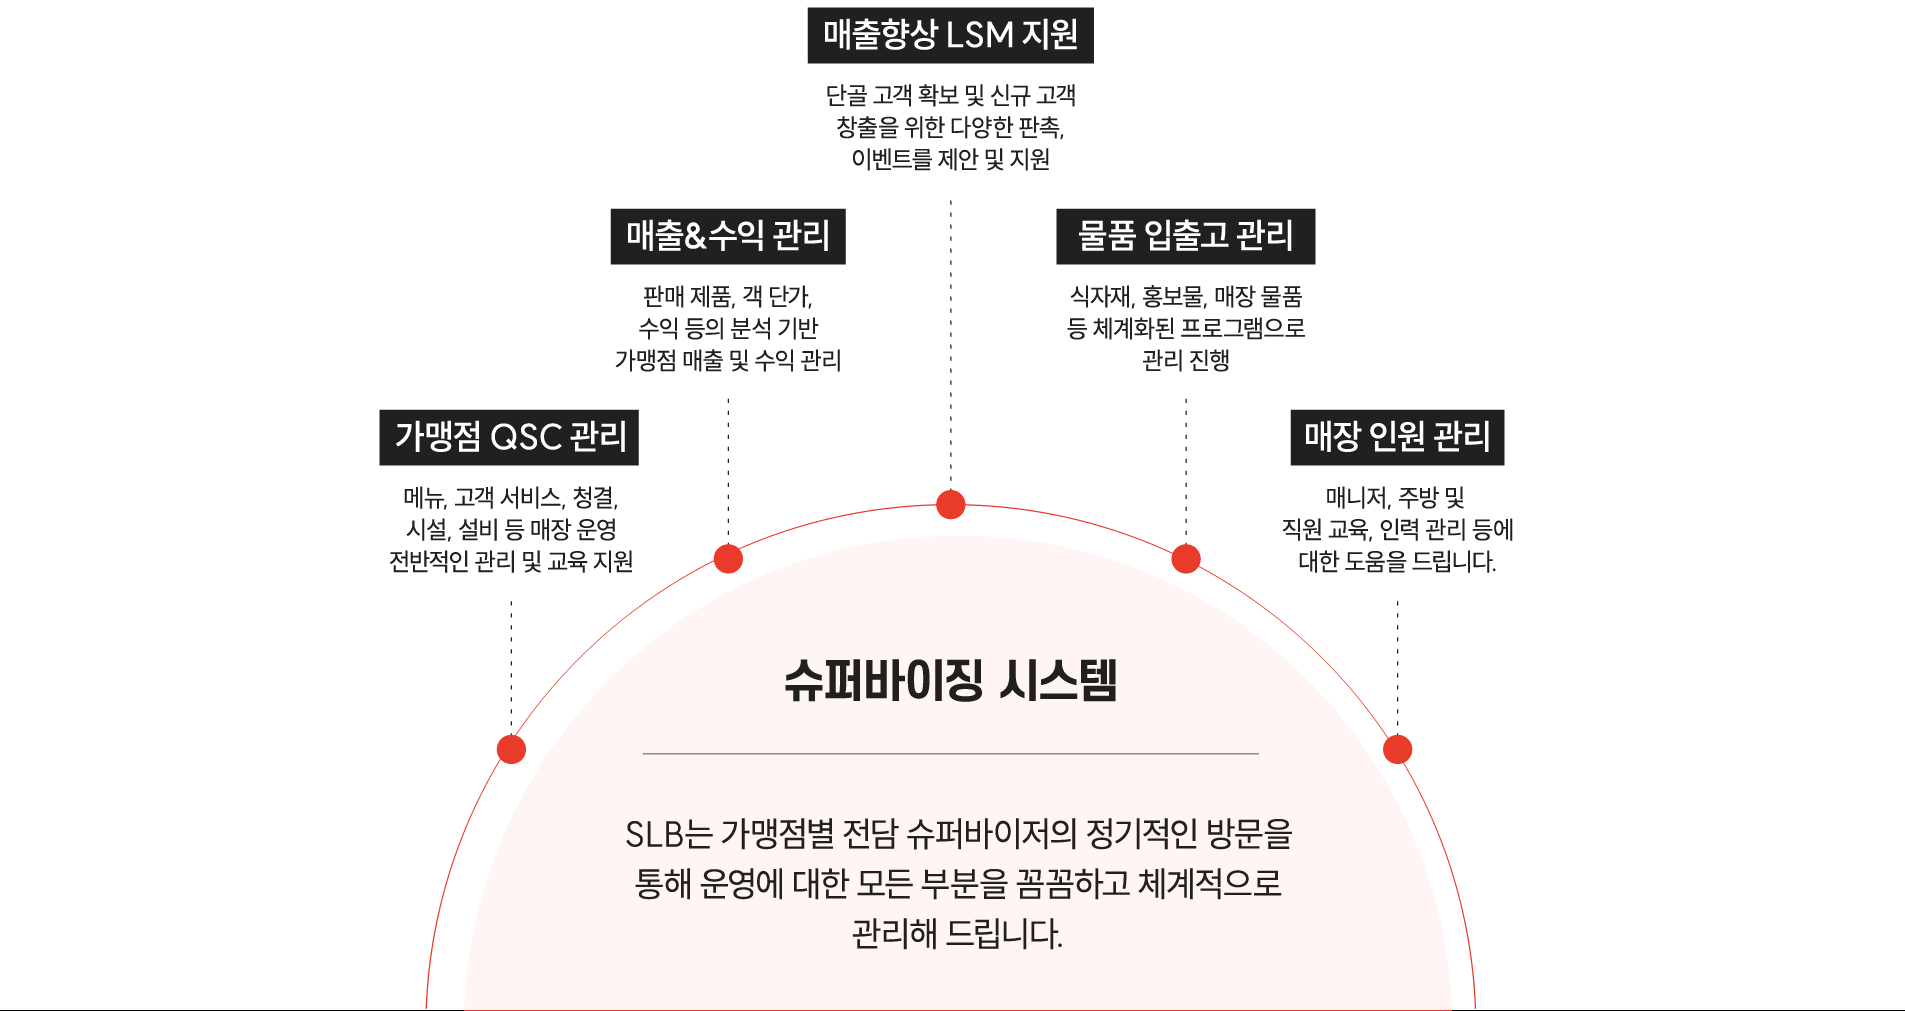 매출향상 LSM 지원
단골 고객 확보 및 신규 고객
창출을 위한 다양한 판촉,
이벤트를 제안 및 지원
매출&수익 관리
판매 제품, 객 단가,
수익 등의 분석 기반
가맹점 매출 및 수익 관리
물품 입출고 관리
식자재, 홍보물, 매장 물품
등 체계화된 프로그램으로
관리 진행
가맹점 QSC 관리
메뉴, 고객 서비스, 청결,
시설, 설비 등 매장 운영
전반적인 관리 및 교육 지원
매장 인원 관리
매니저, 주방 및
직원 교육, 인력 관리 등에
대한 도움을 드립니다.
슈퍼바이징 시스템
SLB는 가맹점별 전담 슈퍼바이저의 정기적인 방문을
통해 운영에 대한 모든 부분을 꼼꼼하고 체계적으로
관리해 드립니다.